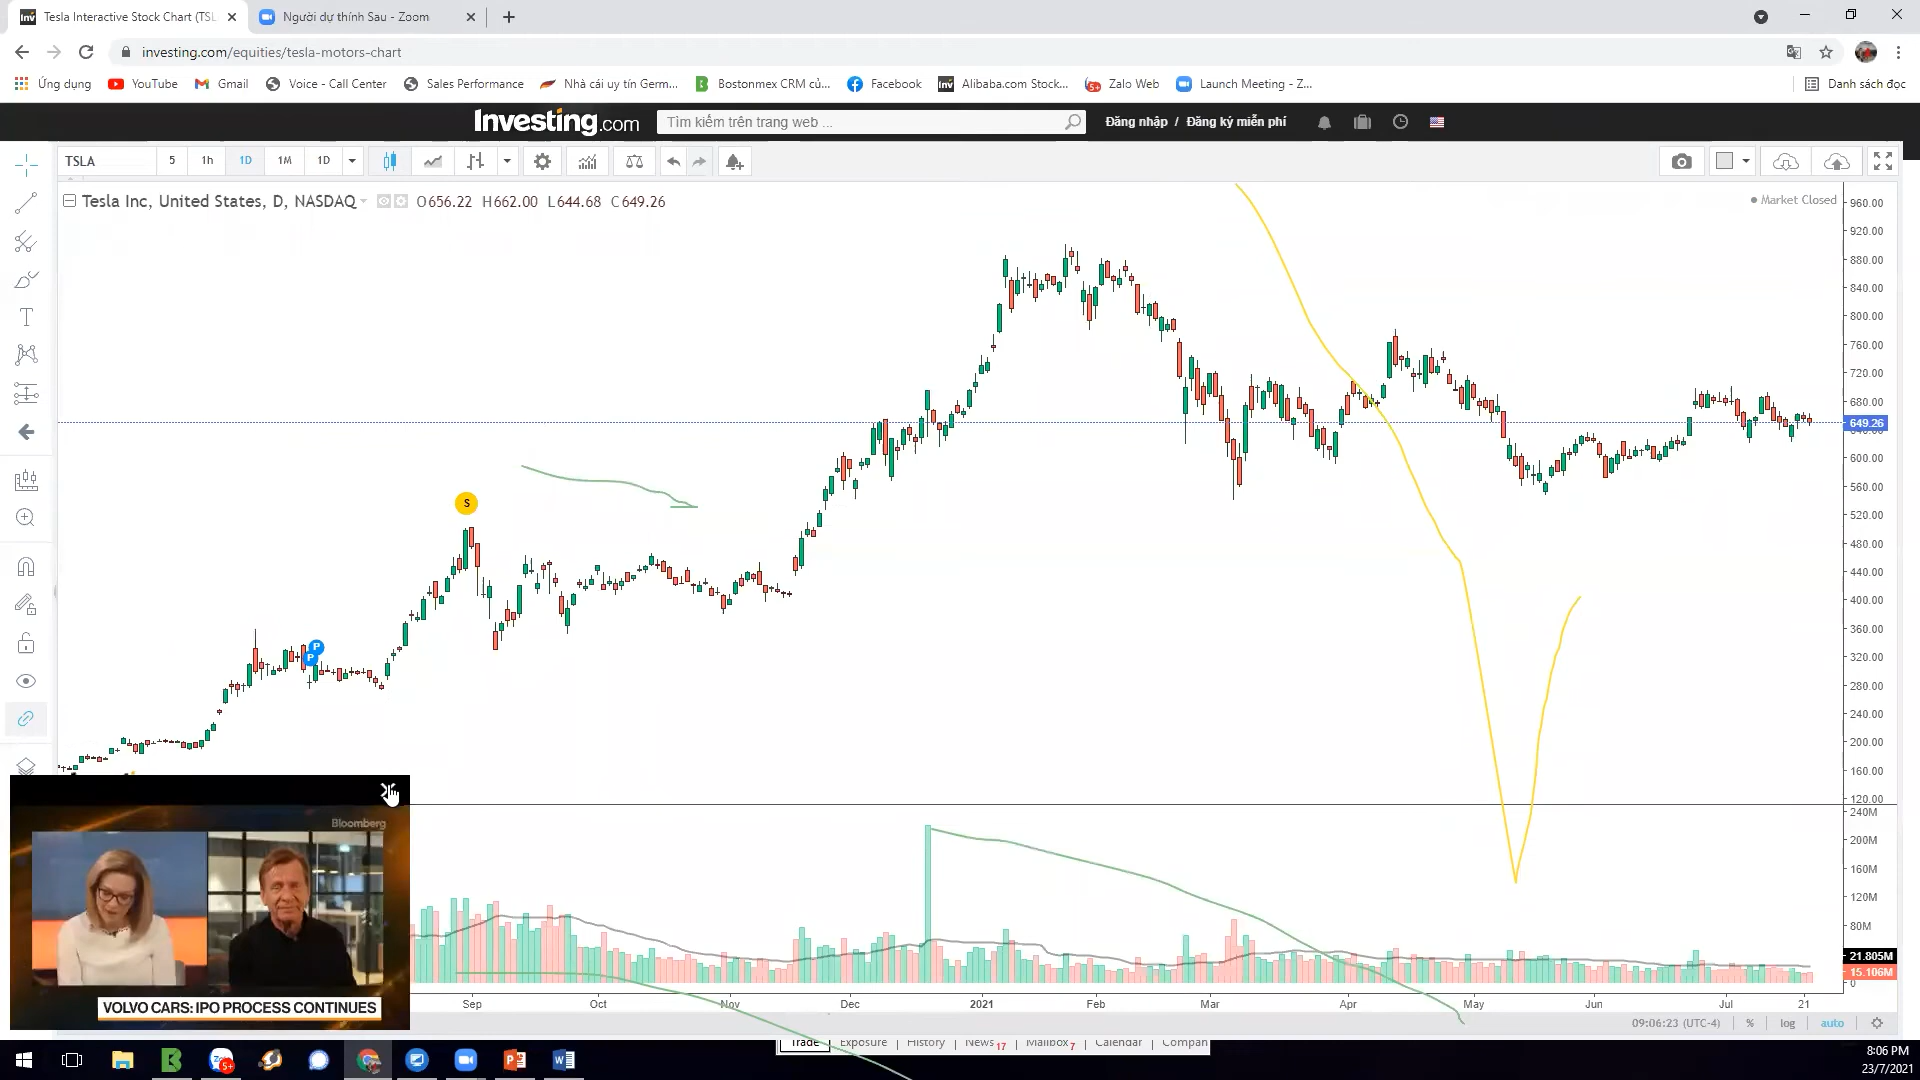 Tesla Interactive Stock Chart (TSL
Người dự thính Sau - Zoom
investing.com/equities/tesla-motors-chart
Ứng dụng
YouTube
Gmail
Voice - Call Center
Sales Performance
Nhà cái uy tín Germ...
Bostonmex CRM củ...
Facebook
Alibaba.com Stock...
Zalo Web
Launch Meeting - Z...
Danh sách đọc
Investing.com
Tìm kiếm trên trang web ...
Đăng nhập / Đăng ký miễn phí
TSLA 5 1h 1D 1M 1D
Tesla Inc, United States, D, NASDAQ O656.22 H662.00 L644.68 C649.26
Market Closed
960.00
920.00
880.00
840.00
800.00
760.00
720.00
680.00
649.26
600.00
560.00
520.00
480.00
440.00
400.00
360.00
320.00
280.00
240.00
200.00
160.00
120.00
S
P
P
240M
200M
160M
120M
80M
21.805M
15.106M
0
Bloomberg
VOLVO CARS: IPO PROCESS CONTINUES
Sep Oct Nov Dec 2021 Feb Mar Apr May Jun Jul 21
09:06:23 (UTC-4) % log auto
Trade Exposure History News 17 Mailbox 7 Calendar Compan
8:06 PM
23/7/2021